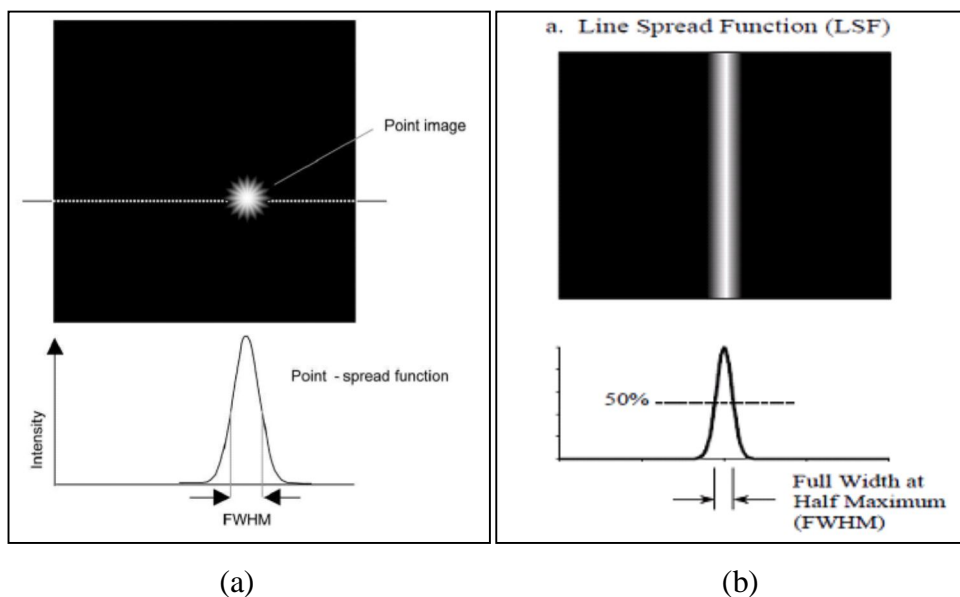 Point image
Point - spread function
Intensity
FWHM
(a)
a. Line Spread Function (LSF)
50%
Full Width at
Half Maximum
(FWHM)
(b)